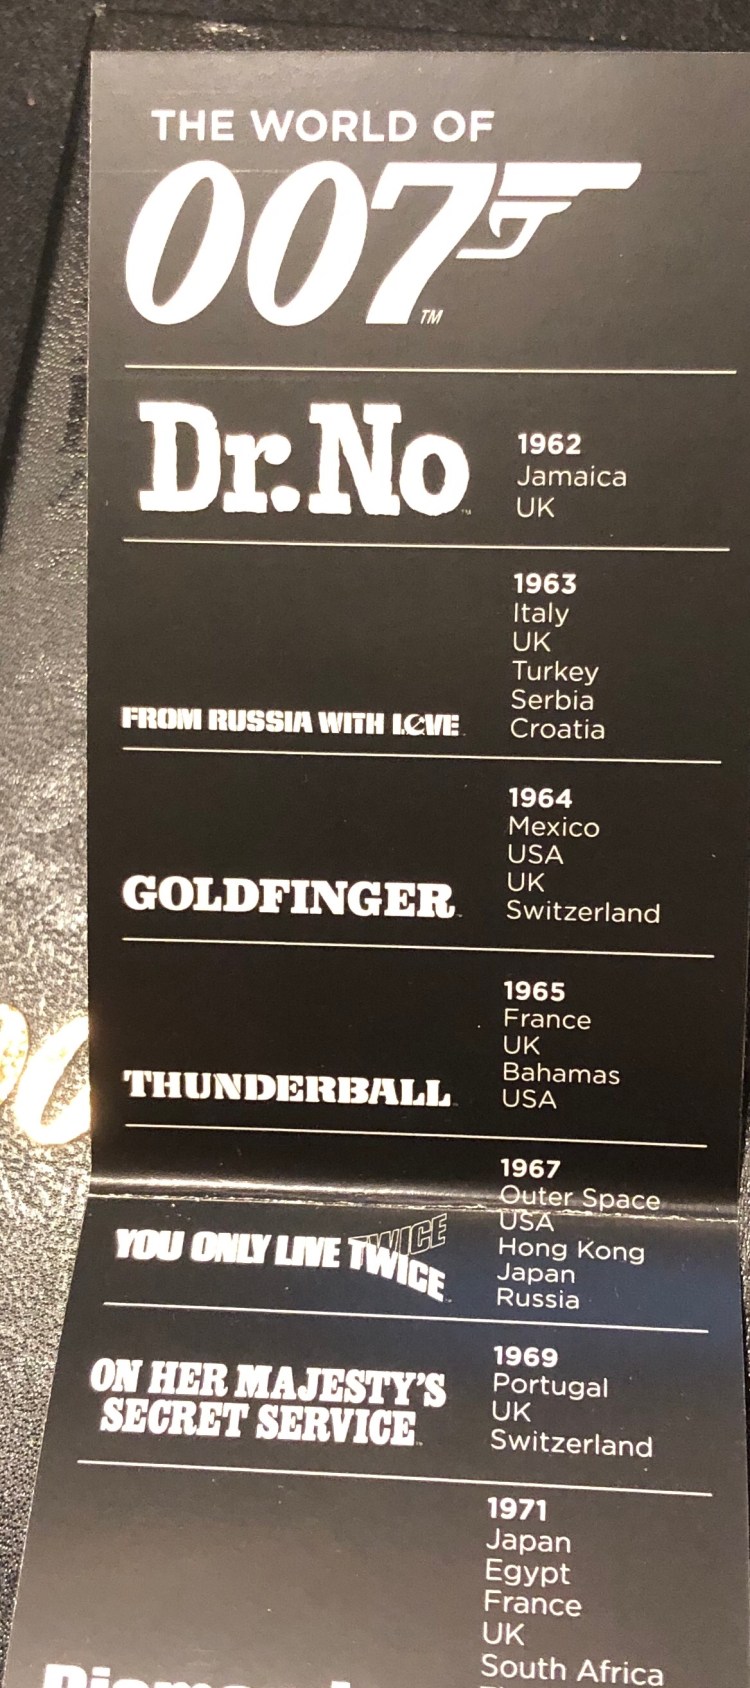 THE WORLD OF
007
TM
Dr. No
1962
Jamaica
UK
FROM RUSSIA WITH LOVE
1963
Italy
UK
Turkey
Serbia
Croatia
GOLDFINGER
1964
Mexico
USA
UK
Switzerland
THUNDERBALL
1965
France
UK
Bahamas
USA
YOU ONLY LIVE TWICE TWICE
1967
Outer Space
USA
Hong Kong
Japan
Russia
ON HER MAJESTY'S
SECRET SERVICE
1969
Portugal
UK
Switzerland
1971
Japan
Egypt
France
UK
South Africa